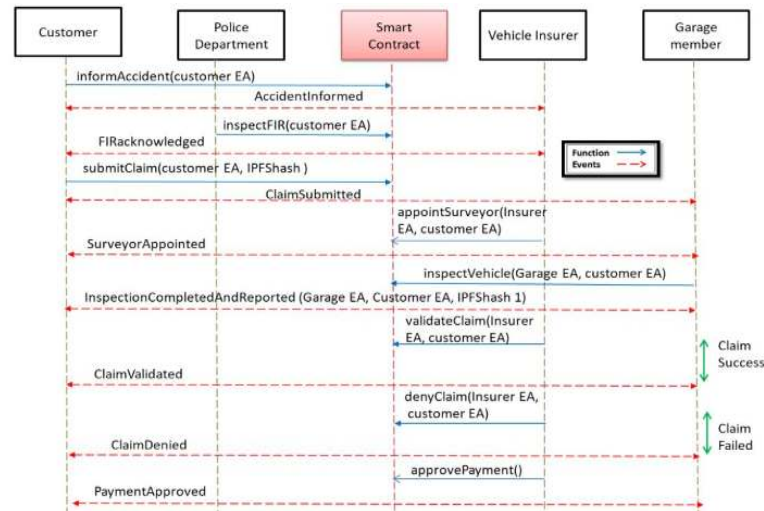 Customer
Police
Department
Smart
Contract
Vehicle Insurer
Garage
member
informAccident(customer EA)
AccidentInformed
inspectFIR(customer EA)
FIRacknowledged
Function
Events
submitClaim(customer EA, IPFShash )
ClaimSubmitted
appointSurveyor(Insurer
EA, customer EA)
SurveyorAppointed
inspectVehicle(Garage EA, customer EA)
InspectionCompletedAndReported (Garage EA, Customer EA, IPFShash 1)
validateClaim(Insurer
EA, customer EA)
Claim
Success
ClaimValidated
denyClaim(Insurer EA,
customer EA)
Claim
Failed
ClaimDenied
approvePayment()
PaymentApproved